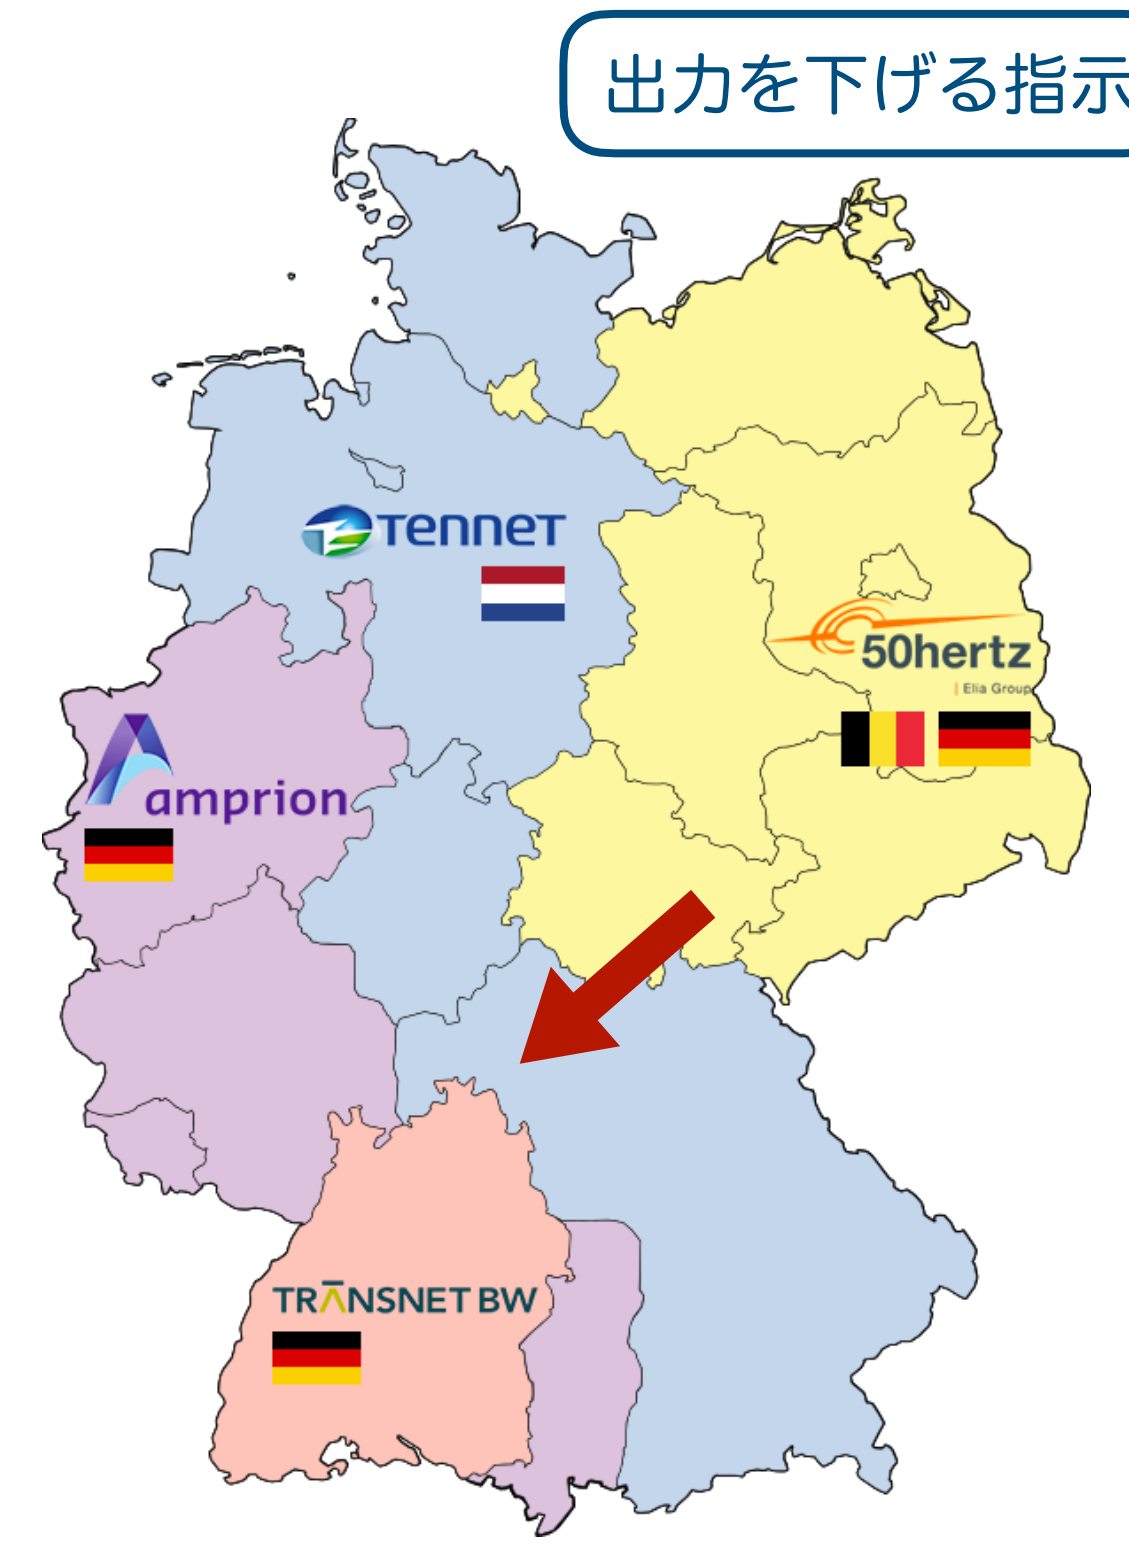 出力を下げる指示
TENNET
50hertz
Elia Group
amprion
TRANSNET BW